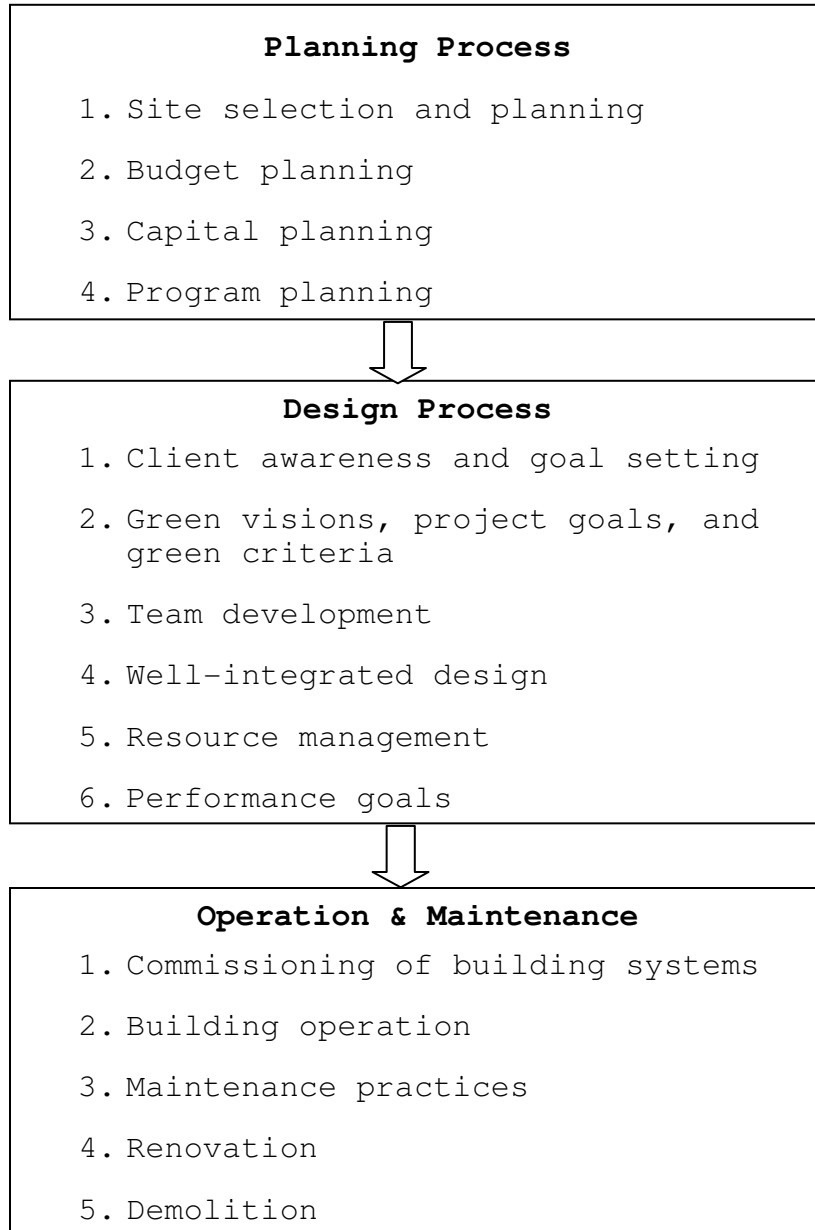 Planning Process
1. Site selection and planning
2. Budget planning
3. Capital planning
4. Program planning
Design Process
1. Client awareness and goal setting
2. Green visions, project goals, and
green criteria
3. Team development
4. Well-integrated design
5. Resource management
6. Performance goals
Operation & Maintenance
1. Commissioning of building systems
2. Building operation
3. Maintenance practices
4. Renovation
5. Demolition